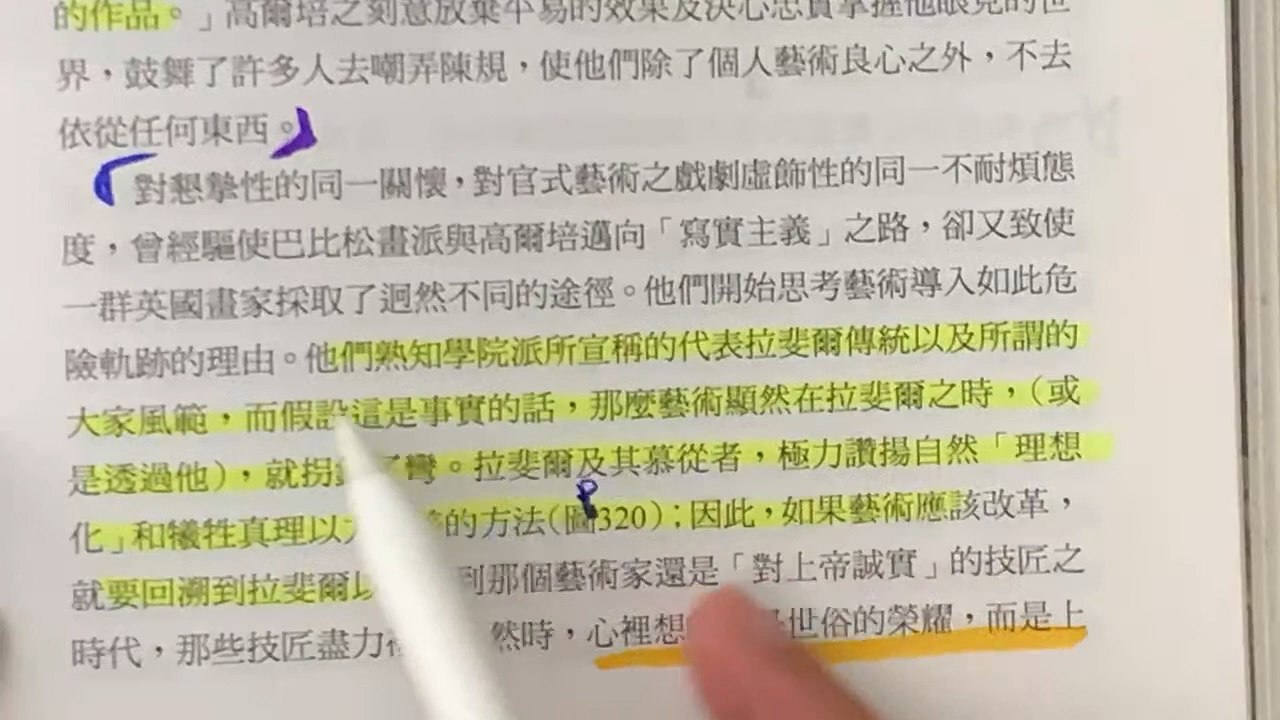 的作品。」高爾培之刻意放棄平易的效果及決心忠實掌握他眼見的世
界，鼓舞了許多人去嘲弄陳規，使他們除了個人藝術良心之外，不去
依從任何東西。
對懇摯性的同一關懷，對官式藝術之戲劇虛飾性的同一不耐煩態
度，曾經驅使巴比松畫派與高爾培邁向「寫實主義」之路，卻又致使
一群英國畫家採取了迥然不同的途徑。他們開始思考藝術導入如此危
險軌跡的理由。他們熟知學院派所宣稱的代表拉斐爾傳統以及所謂的
大家風範，而假設這是事實的話，那麼藝術顯然在拉斐爾之時，（或
是透過他），就拐 了彎。拉斐爾及其慕從者，極力讚揚自然「理想
化」和犧牲真理以 的方法（圖320）；因此，如果藝術應該改革，
就要回溯到拉斐爾以 到那個藝術家還是「對上帝誠實」的技匠之
時代，那些技匠盡力 然時，心裡想 世俗的榮耀，而是上